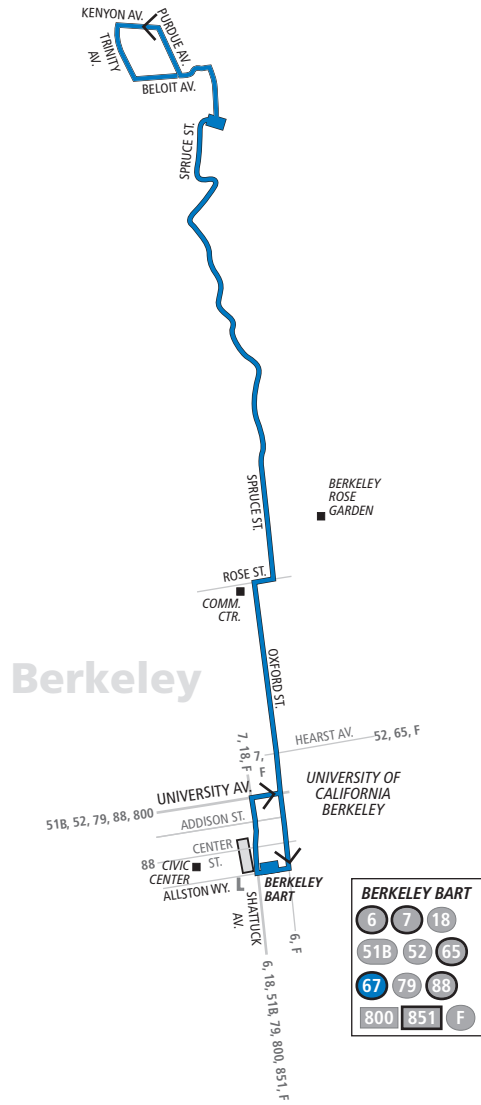 KENYON AV.
PURDUE AV.
TRINITY
AV.
BELOIT AV.
SPRUCE ST.
SPRUCE ST.
BERKELEY
ROSE
GARDEN
ROSE ST.
COMM.
CTR.
OXFORD ST.
Berkeley
7, 18, F
7,
F
HEARST AV.
52, 65, F
UNIVERSITY AV.
UNIVERSITY OF
CALIFORNIA
BERKELEY
51B, 52, 79, 88, 800
ADDISON ST.
CENTER
ST.
88
CIVIC
CENTER
ALLSTON WY.
SHATTUCK
AV.
BERKELEY
BART
6, F
6, 18, 51B, 79, 800, 851, F
BERKELEY BART
6 7 18
51B 52 65
67 79 88
800 851 F